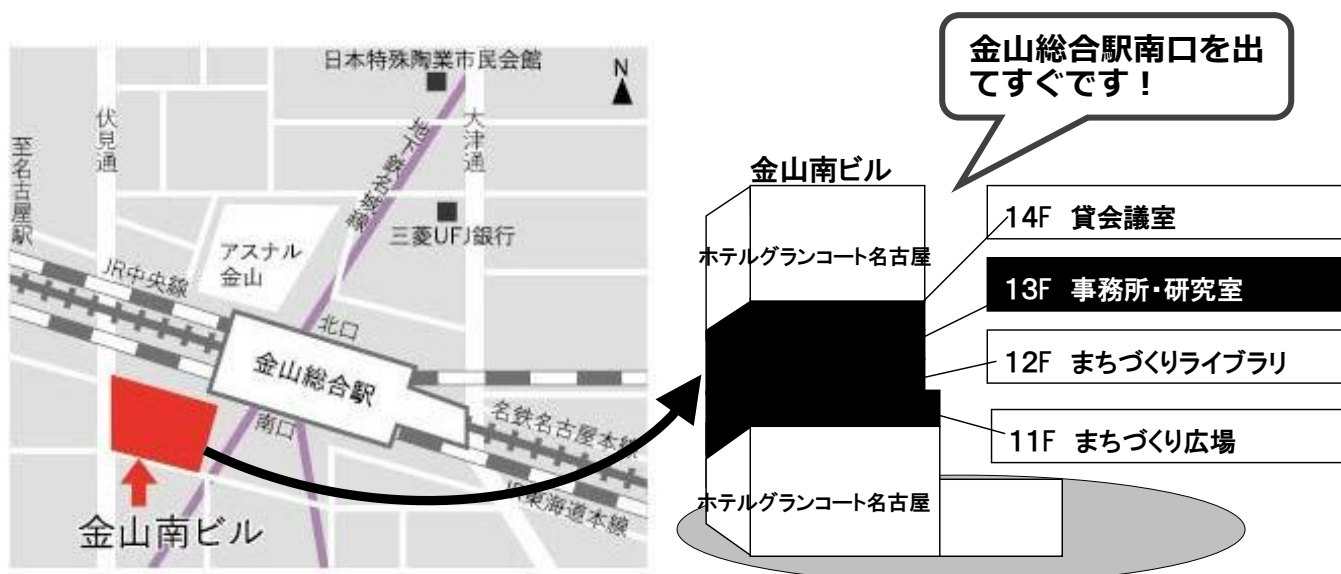 日本特殊陶業市民会館
N
伏見通
大津通
至名古屋駅
地下鉄名城線
三菱UFJ銀行
アスナル
金山
JR中央線
北口
金山総合駅
南口
名鉄名古屋本線
JR東海道本線
金山南ビル
金山総合駅南口を出
てすぐです！
金山南ビル
ホテルグランコート名古屋
14F 貸会議室
13F 事務所・研究室
12F まちづくりライブラリ
11F まちづくり広場
ホテルグランコート名古屋